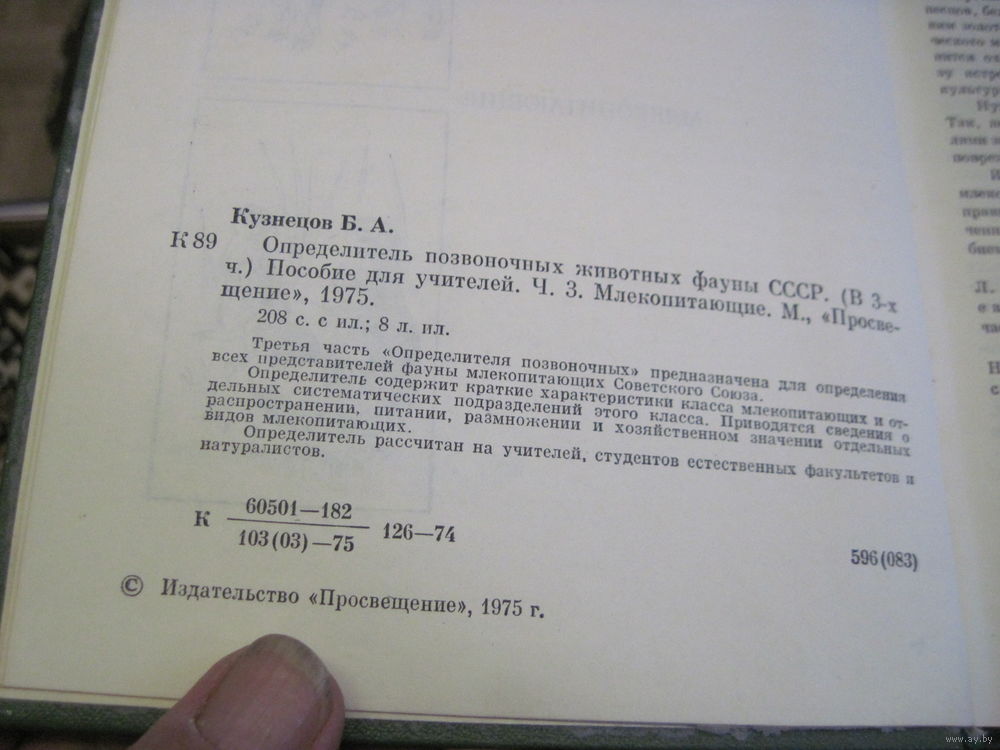 Кузнецов Б. А.
К 89 Определитель позвоночных животных фауны СССР. (В 3-х
ч.) Пособие для учителей. Ч. 3. Млекопитающие. М., «Просве-
щение», 1975.
208 с. с ил.; 8 л. ил.
Третья часть «Определителя позвоночных» предназначена для определения
всех представителей фауны млекопитающих Советского Союза.
Определитель содержит краткие характеристики класса млекопитающих и от-
дельных систематических подразделений этого класса. Приводятся сведения о
распространении, питании, размножении и хозяйственном значении отдельных
видов млекопитающих.
Определитель рассчитан на учителей, студентов естественных факультетов и
натуралистов.
К 60501—182
103(03)—75 126—74
596(083)
© Издательство «Просвещение», 1975 г.
www.ay.by